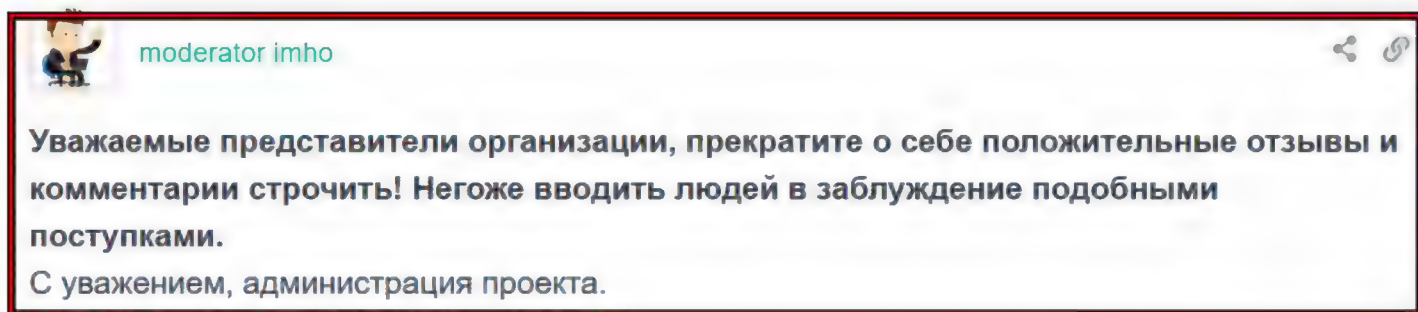 moderator imho
Уважаемые представители организации, прекратите о себе положительные отзывы и
комментарии строчить! Негоже вводить людей в заблуждение подобными
поступками.
С уважением, администрация проекта.